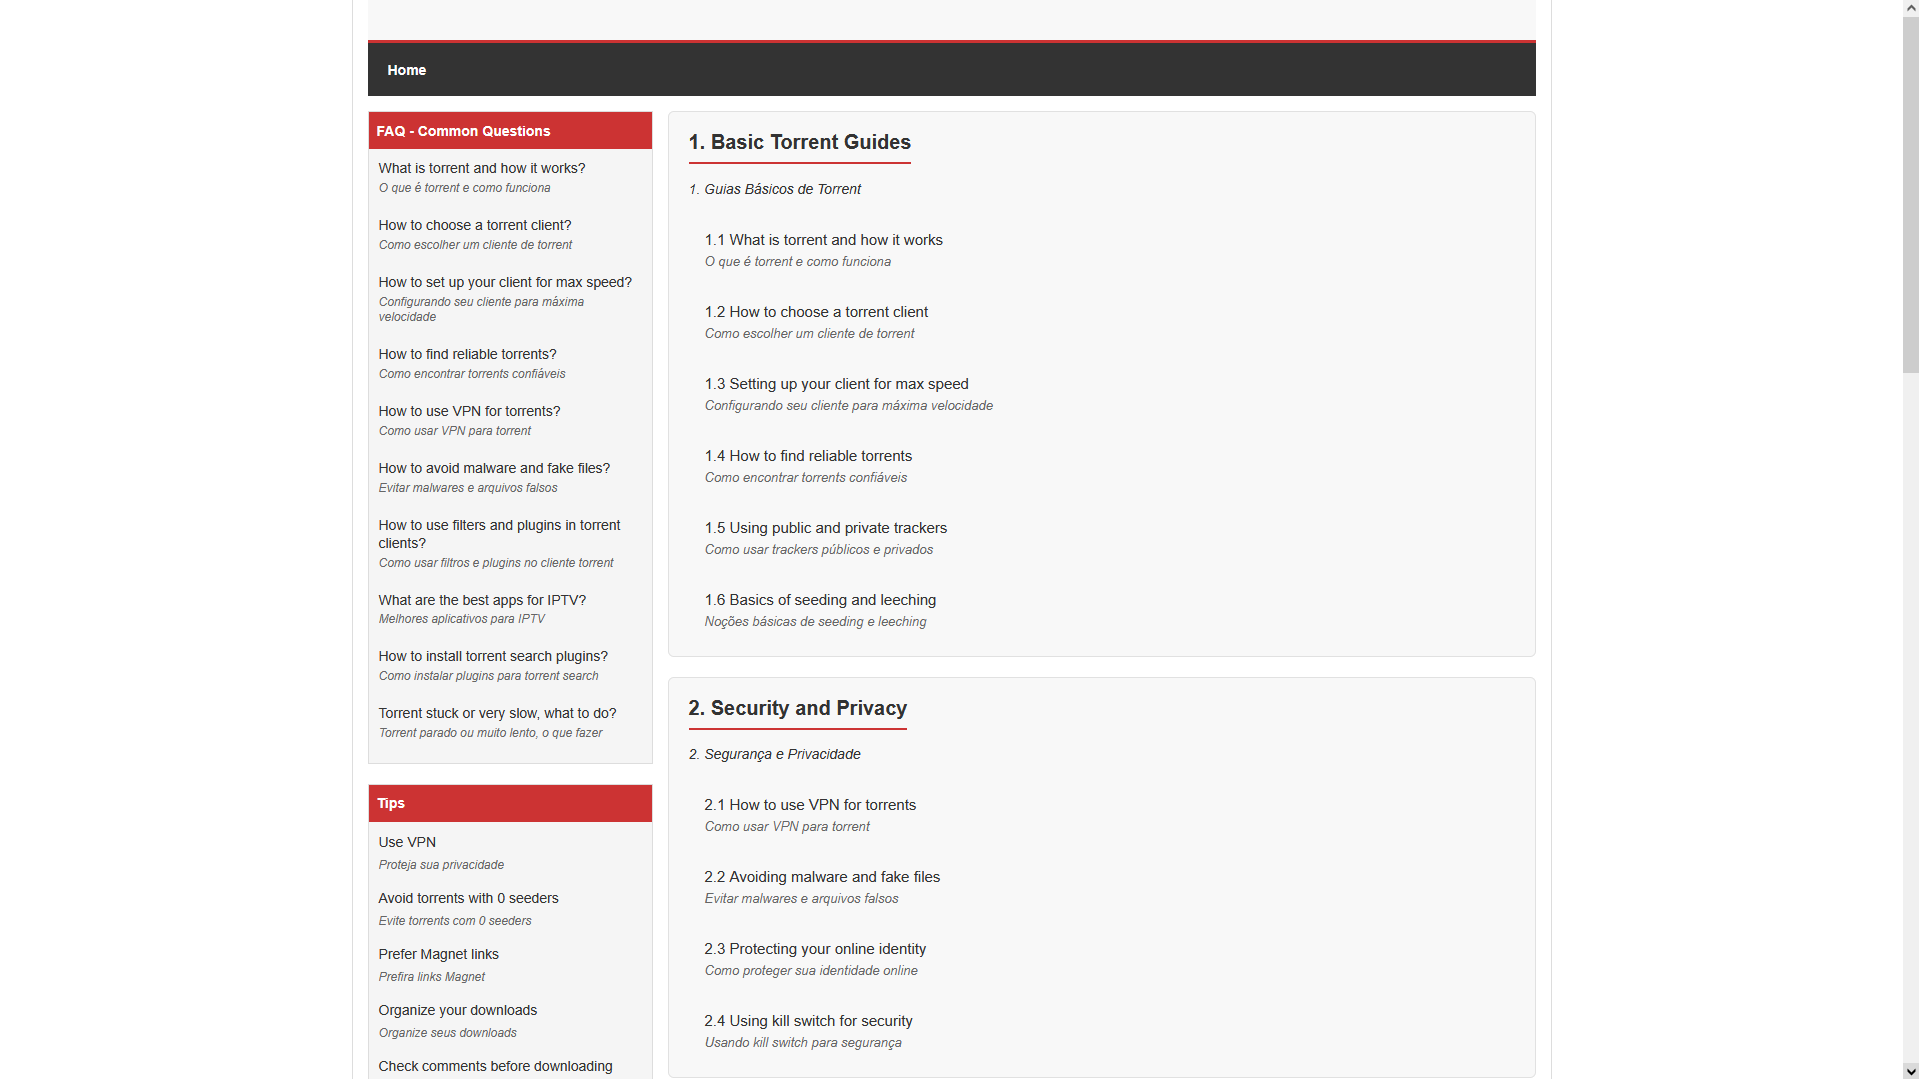 Home
FAQ - Common Questions
What is torrent and how it works?
O que é torrent e como funciona
How to choose a torrent client?
Como escolher um cliente de torrent
How to set up your client for max speed?
Configurando seu cliente para máxima
velocidade
How to find reliable torrents?
Como encontrar torrents confiáveis
How to use VPN for torrents?
Como usar VPN para torrent
How to avoid malware and fake files?
Evitar malwares e arquivos falsos
How to use filters and plugins in torrent
clients?
Como usar filtros e plugins no cliente torrent
What are the best apps for IPTV?
Melhores aplicativos para IPTV
How to install torrent search plugins?
Como instalar plugins para torrent search
Torrent stuck or very slow, what to do?
Torrent parado ou muito lento, o que fazer
Tips
Use VPN
Proteja sua privacidade
Avoid torrents with 0 seeders
Evite torrents com 0 seeders
Prefer Magnet links
Prefira links Magnet
Organize your downloads
Organize seus downloads
Check comments before downloading
1. Basic Torrent Guides
1. Guias Básicos de Torrent
1.1 What is torrent and how it works
O que é torrent e como funciona
1.2 How to choose a torrent client
Como escolher um cliente de torrent
1.3 Setting up your client for max speed
Configurando seu cliente para máxima velocidade
1.4 How to find reliable torrents
Como encontrar torrents confiáveis
1.5 Using public and private trackers
Como usar trackers públicos e privados
1.6 Basics of seeding and leeching
Noções básicas de seeding e leeching
2. Security and Privacy
2. Segurança e Privacidade
2.1 How to use VPN for torrents
Como usar VPN para torrent
2.2 Avoiding malware and fake files
Evitar malwares e arquivos falsos
2.3 Protecting your online identity
Como proteger sua identidade online
2.4 Using kill switch for security
Usando kill switch para segurança